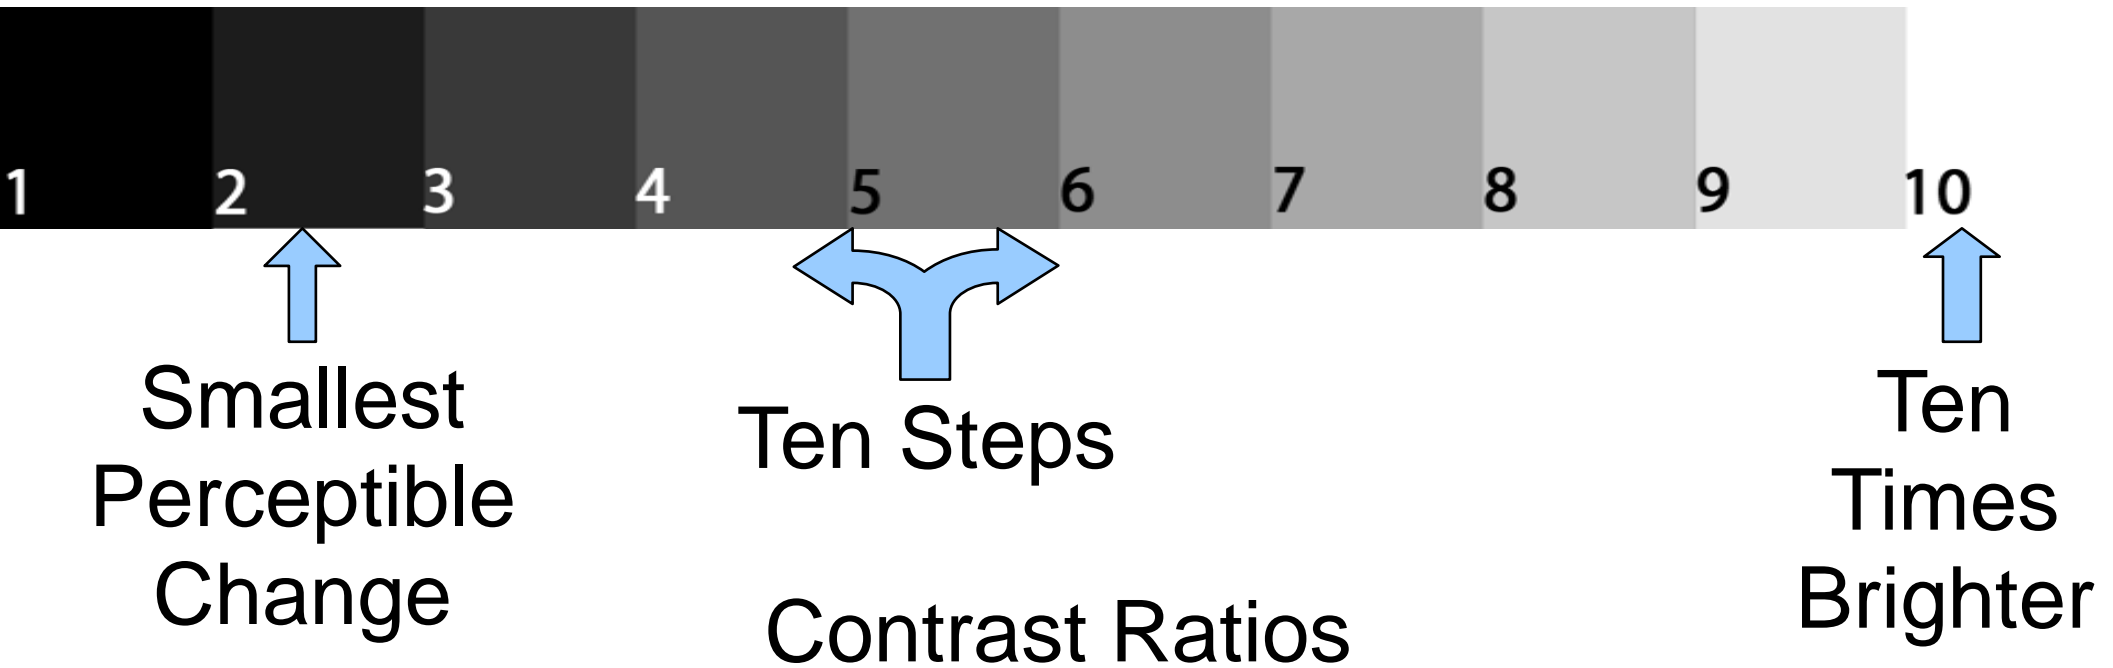 1 2 3 4 5 6 7 8 9 10
Smallest
Perceptible
Change
Ten Steps
Contrast Ratios
Ten
Times
Brighter